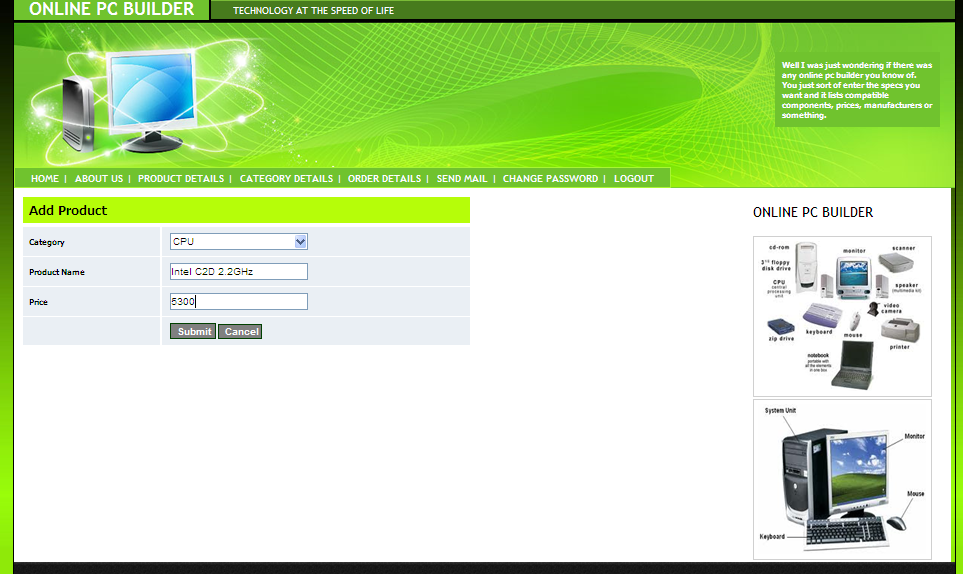 ONLINE PC BUILDER
TECHNOLOGY AT THE SPEED OF LIFE
Well I was just wondering if there was
any online pc builder you know of.
You just sort of enter the specs you
want and it lists compatible
components, prices, manufacturers or
something.
HOME | ABOUT US | PRODUCT DETAILS | CATEGORY DETAILS | ORDER DETAILS | SEND MAIL | CHANGE PASSWORD | LOGOUT
Add Product
Category
CPU
Product Name
Intel C2D 2.2GHz
Price
5300
Submit Cancel
ONLINE PC BUILDER
cd-rom
monitor
scanner
3½ floppy
disk drive
CPU
central
processing
unit
speaker
(multimedia kit)
video
camera
zip drive
keyboard
mouse
printer
notebook
portable with
all the elements
in one box
System Unit
Monitor
Mouse
Keyboard